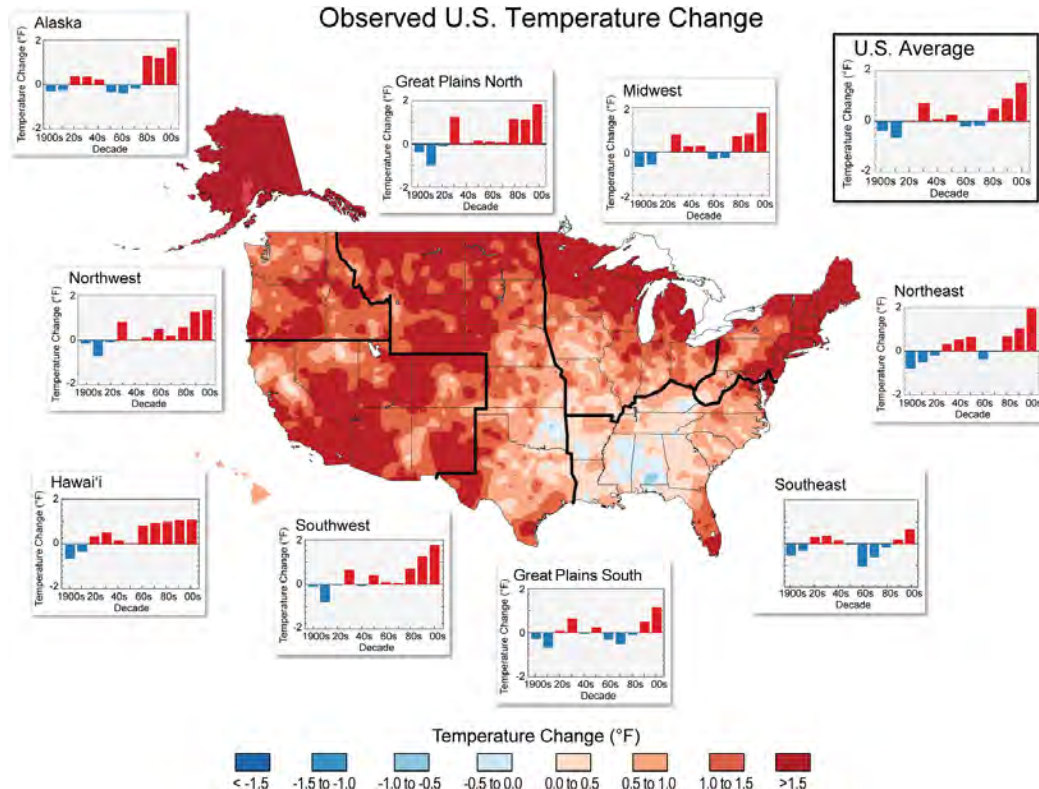 Observed U.S. Temperature Change
Alaska
Temperature Change (°F)
2
0
-2
1900s 20s 40s 60s 80s 00s
Decade
Great Plains North
Temperature Change (°F)
2
0
-2
1900s 20s 40s 60s 80s 00s
Decade
Midwest
Temperature Change (°F)
2
0
-2
1900s 20s 40s 60s 80s 00s
Decade
U.S. Average
Temperature Change (°F)
2
0
-2
1900s 20s 40s 60s 80s 00s
Decade
Northwest
Temperature Change (°F)
2
0
-2
1900s 20s 40s 60s 80s 00s
Decade
Northeast
Temperature Change (°F)
2
0
-2
1900s 20s 40s 60s 80s 00s
Decade
Hawai‘i
Temperature Change (°F)
2
0
-2
1900s 20s 40s 60s 80s 00s
Decade
Southwest
Temperature Change (°F)
2
0
-2
1900s 20s 40s 60s 80s 00s
Decade
Great Plains South
Temperature Change (°F)
2
0
-2
1900s 20s 40s 60s 80s 00s
Decade
Southeast
Temperature Change (°F)
2
0
-2
1900s 20s 40s 60s 80s 00s
Decade
Temperature Change (°F)
< -1.5 -1.5 to -1.0 -1.0 to -0.5 -0.5 to 0.0 0.0 to 0.5 0.5 to 1.0 1.0 to 1.5 >1.5